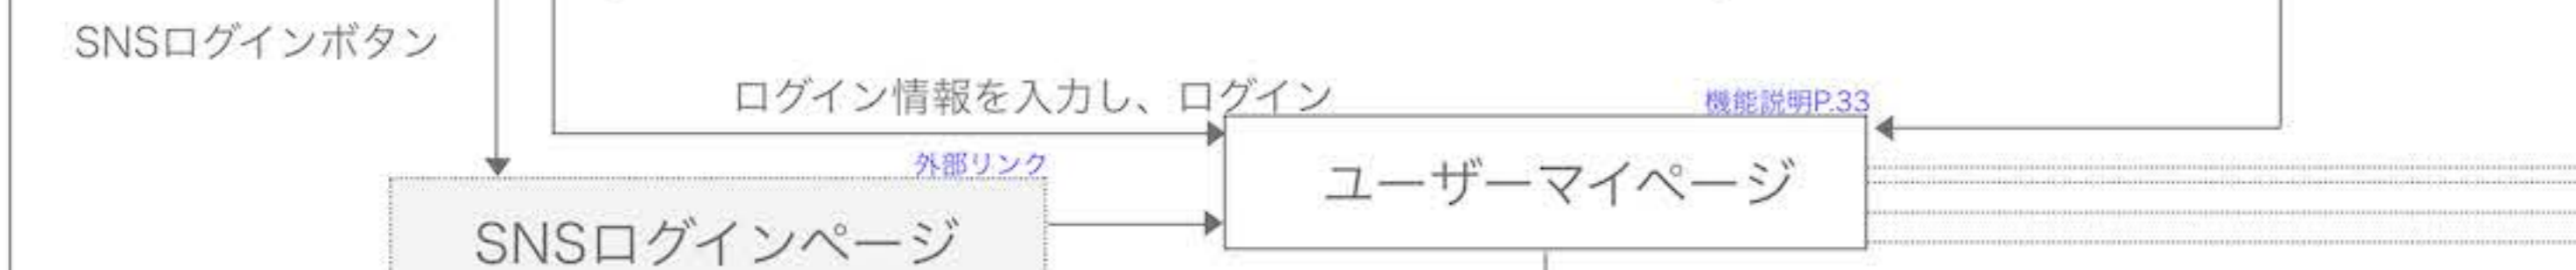 SNSログインボタン
ログイン情報を入力し、ログイン
機能説明P.33
外部リンク
ユーザーマイページ
SNSログインページ